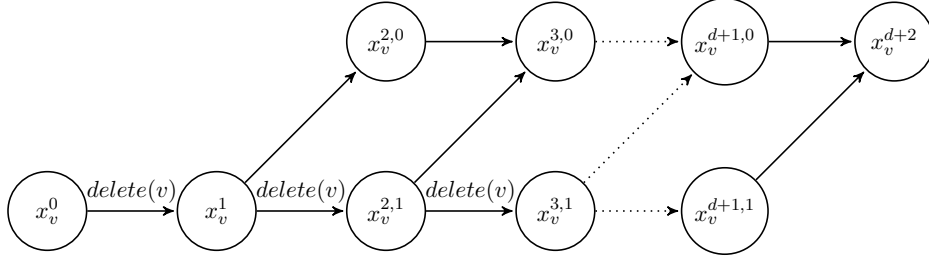 x_v^{2,0} x_v^{3,0} x_v^{d+1,0} x_v^{d+2}
delete(v) delete(v) delete(v)
x_v^0 x_v^1 x_v^{2,1} x_v^{3,1} x_v^{d+1,1}